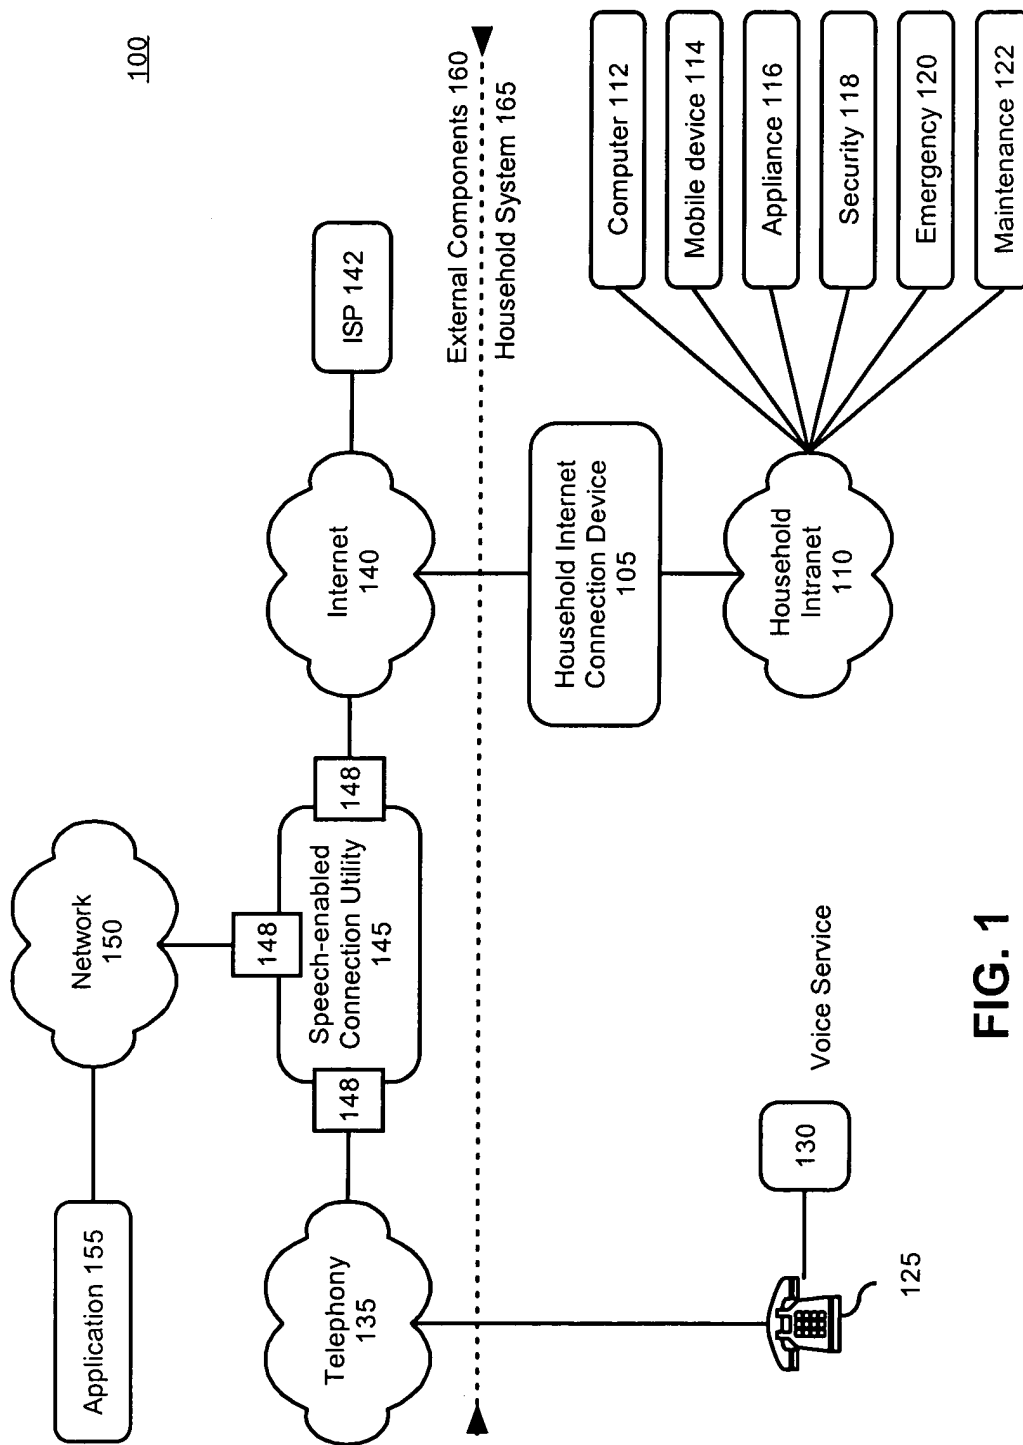 100
Application 155
Network
150
148
Telephony
135
148
Speech-enabled
Connection Utility
145
148
Internet
140
ISP 142
External Components 160
Household System 165
Household Internet
Connection Device
105
Household
Intranet
110
Computer 112
Mobile device 114
Appliance 116
Security 118
Emergency 120
Maintenance 122
130
Voice Service
125
FIG. 1